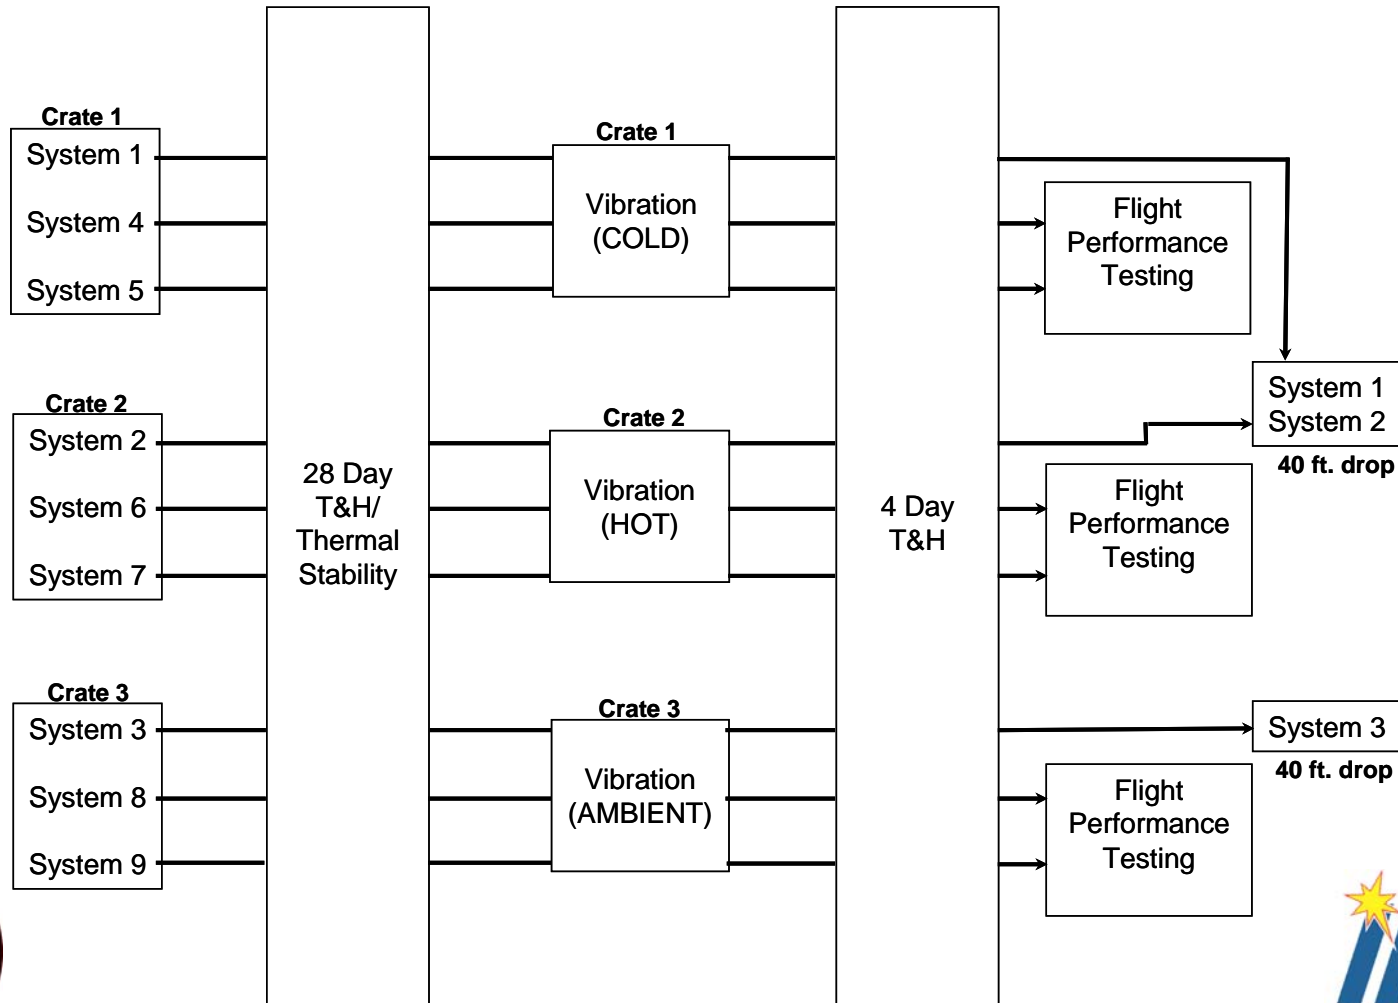 Crate 1
System 1
System 4
System 5
Crate 2
System 2
System 6
System 7
Crate 3
System 3
System 8
System 9
28 Day
T&H/
Thermal
Stability
Crate 1
Vibration
(COLD)
Crate 2
Vibration
(HOT)
Crate 3
Vibration
(AMBIENT)
4 Day
T&H
Flight
Performance
Testing
System 1
System 2
40 ft. drop
Flight
Performance
Testing
System 3
40 ft. drop
Flight
Performance
Testing